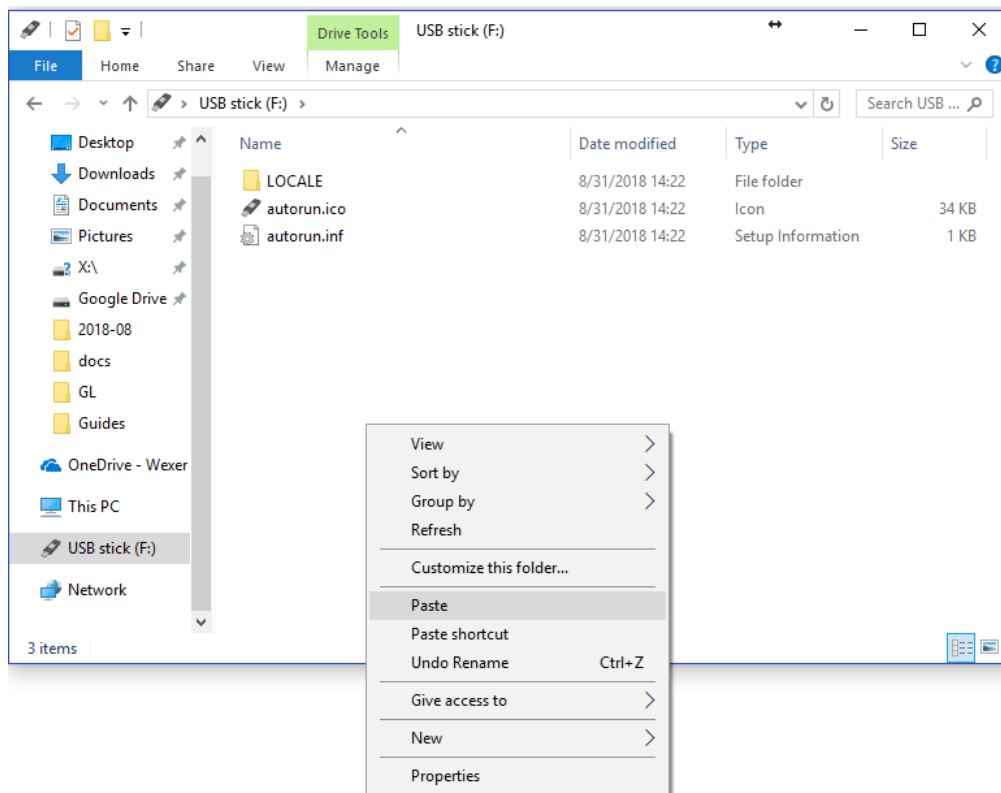 Drive Tools USB stick (F:)
File Home Share View Manage
USB stick (F:) Search USB ...
Desktop
Downloads
Documents
Pictures
X:\
Google Drive
2018-08
docs
GL
Guides
OneDrive - Wexer
This PC
USB stick (F:)
Network
Name Date modified Type Size
LOCALE 8/31/2018 14:22 File folder
autorun.ico 8/31/2018 14:22 Icon 34 KB
autorun.inf 8/31/2018 14:22 Setup Information 1 KB
View
Sort by
Group by
Refresh
Customize this folder...
Paste
Paste shortcut
Undo Rename Ctrl+Z
Give access to
New
Properties
3 items